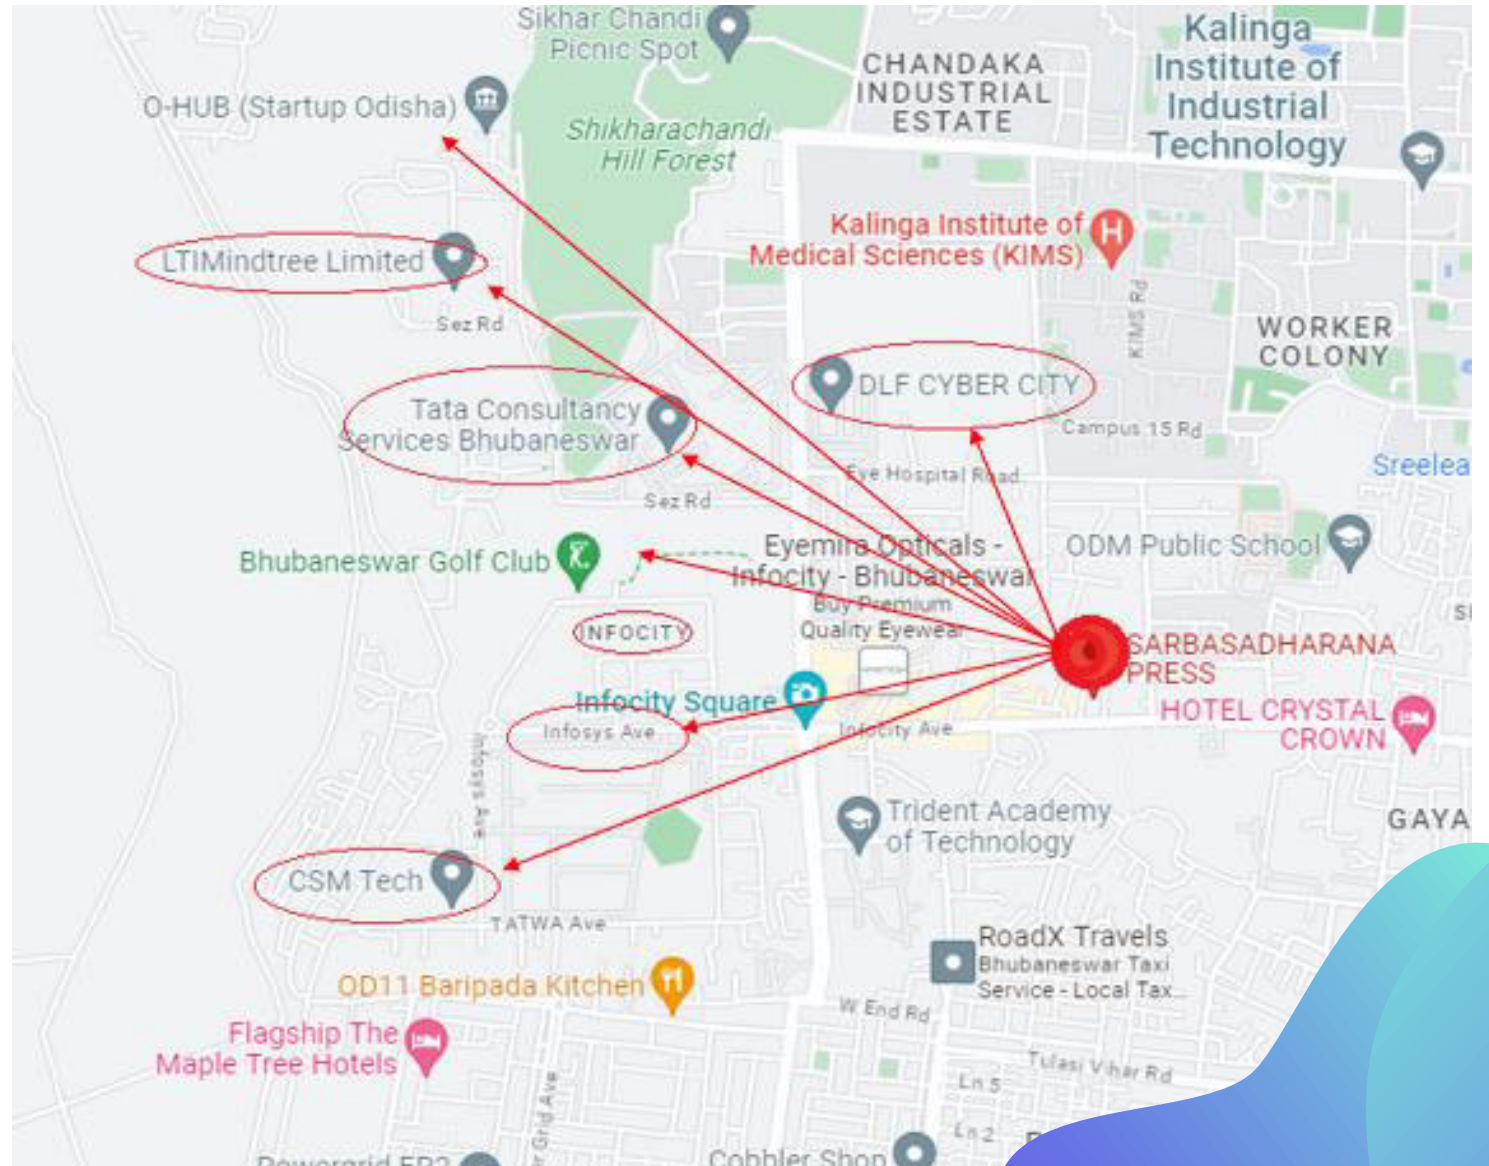 Sikhar Chandi
Picnic Spot
Kalinga
Institute of
Industrial
Technology
CHANDAKA
INDUSTRIAL
ESTATE
O-HUB (Startup Odisha)
Shikharachandi
Hill Forest
Kalinga Institute of
Medical Sciences (KIMS)
H
LTIMindtree Limited
Sez Rd
KIMS Rd
WORKER
COLONY
DLF CYBER CITY
Tata Consultancy
Services Bhubaneswar
Campus 15 Rd
Eye Hospital Road
Sreelea
Sez Rd
Bhubaneswar Golf Club
Eyemira Opticals -
Infocity - Bhubaneswar
Buy Premium
Quality Eyewear
ODM Public School
INFOCITY
SARBASADHARANA
PRESS
Infocity Square
Infosys Ave
Infocity Ave
HOTEL CRYSTAL
CROWN
Infosys Ave
Trident Academy
of Technology
GAYA
CSM Tech
TATWA Ave
RoadX Travels
Bhubaneswar Taxi
Service - Local Tax...
OD11 Baripada Kitchen
W End Rd
Flagship The
Maple Tree Hotels
Tulasi Vihar Rd
Ln 5
Ln 2
Grid Ave
Cobbler Shop